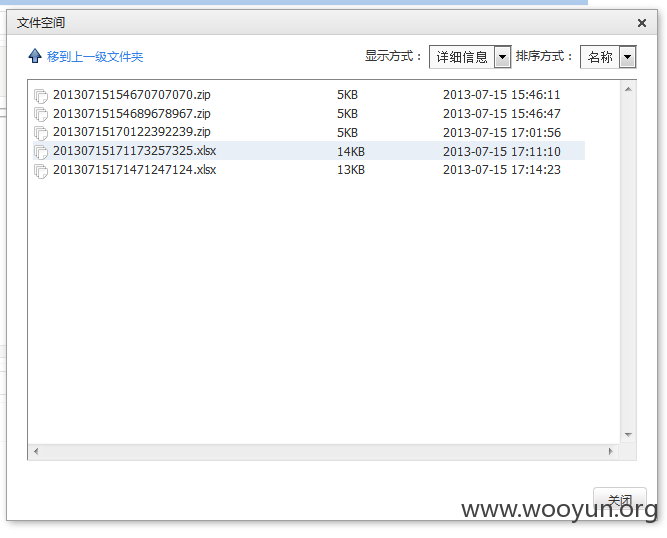 文件空间
移到上一级文件夹 显示方式： 详细信息 排序方式： 名称
20130715154670707070.zip 5KB 2013-07-15 15:46:11
20130715154689678967.zip 5KB 2013-07-15 15:46:47
20130715170122392239.zip 5KB 2013-07-15 17:01:56
20130715171173257325.xlsx 14KB 2013-07-15 17:11:10
20130715171471247124.xlsx 13KB 2013-07-15 17:14:23
关闭
www.wooyun.org